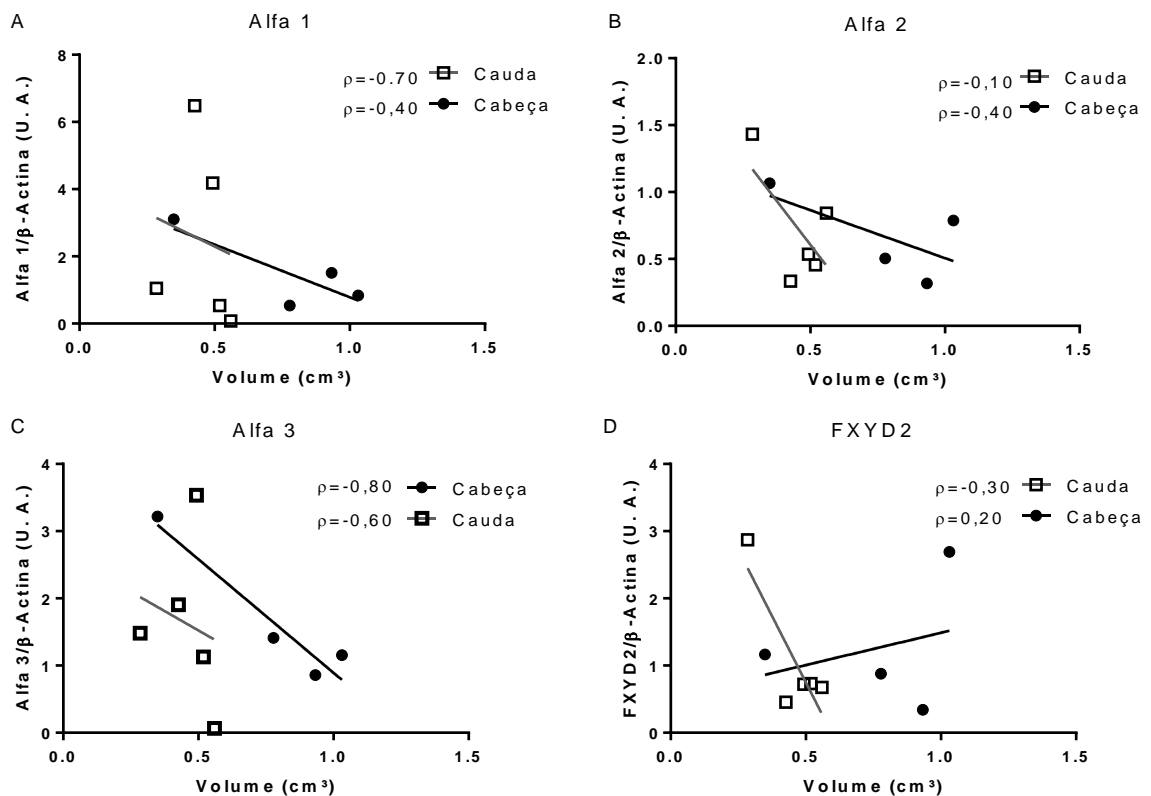 A
Alfa 1
Alfa 1/β-Actina (U. A.)
8
6
4
2
0
ρ=-0.70 Cauda
ρ=-0,40 Cabeça
0.0 0.5 1.0 1.5
Volume (cm³)
B
Alfa 2
Alfa 2/β-Actina (U. A.)
2.0
1.5
1.0
0.5
0.0
ρ=-0,10 Cauda
ρ=-0,40 Cabeça
0.0 0.5 1.0 1.5
Volume (cm³)
C
Alfa 3
Alfa 3/β-Actina (U. A.)
4
3
2
1
0
ρ=-0,80 Cabeça
ρ=-0,60 Cauda
0.0 0.5 1.0 1.5
Volume (cm³)
D
FXYD2
FXYD2/β-Actina (U. A.)
4
3
2
1
0
ρ=-0,30 Cauda
ρ=0,20 Cabeça
0.0 0.5 1.0 1.5
Volume (cm³)